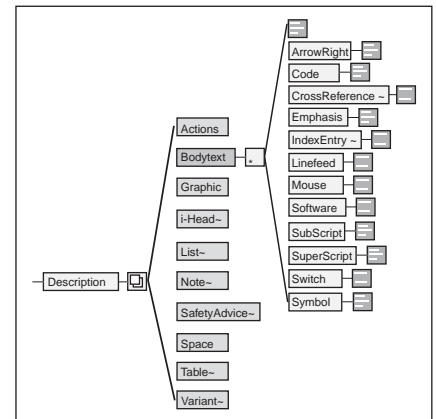 ArrowRight
Code
CrossReference ~
Emphasis
IndexEntry ~
Linefeed
Mouse
Software
SubScript
SuperScript
Switch
Symbol
Actions
Bodytext
*
Graphic
i-Head~
List~
Note~
SafetyAdvice~
Space
Table~
Variant~
Description